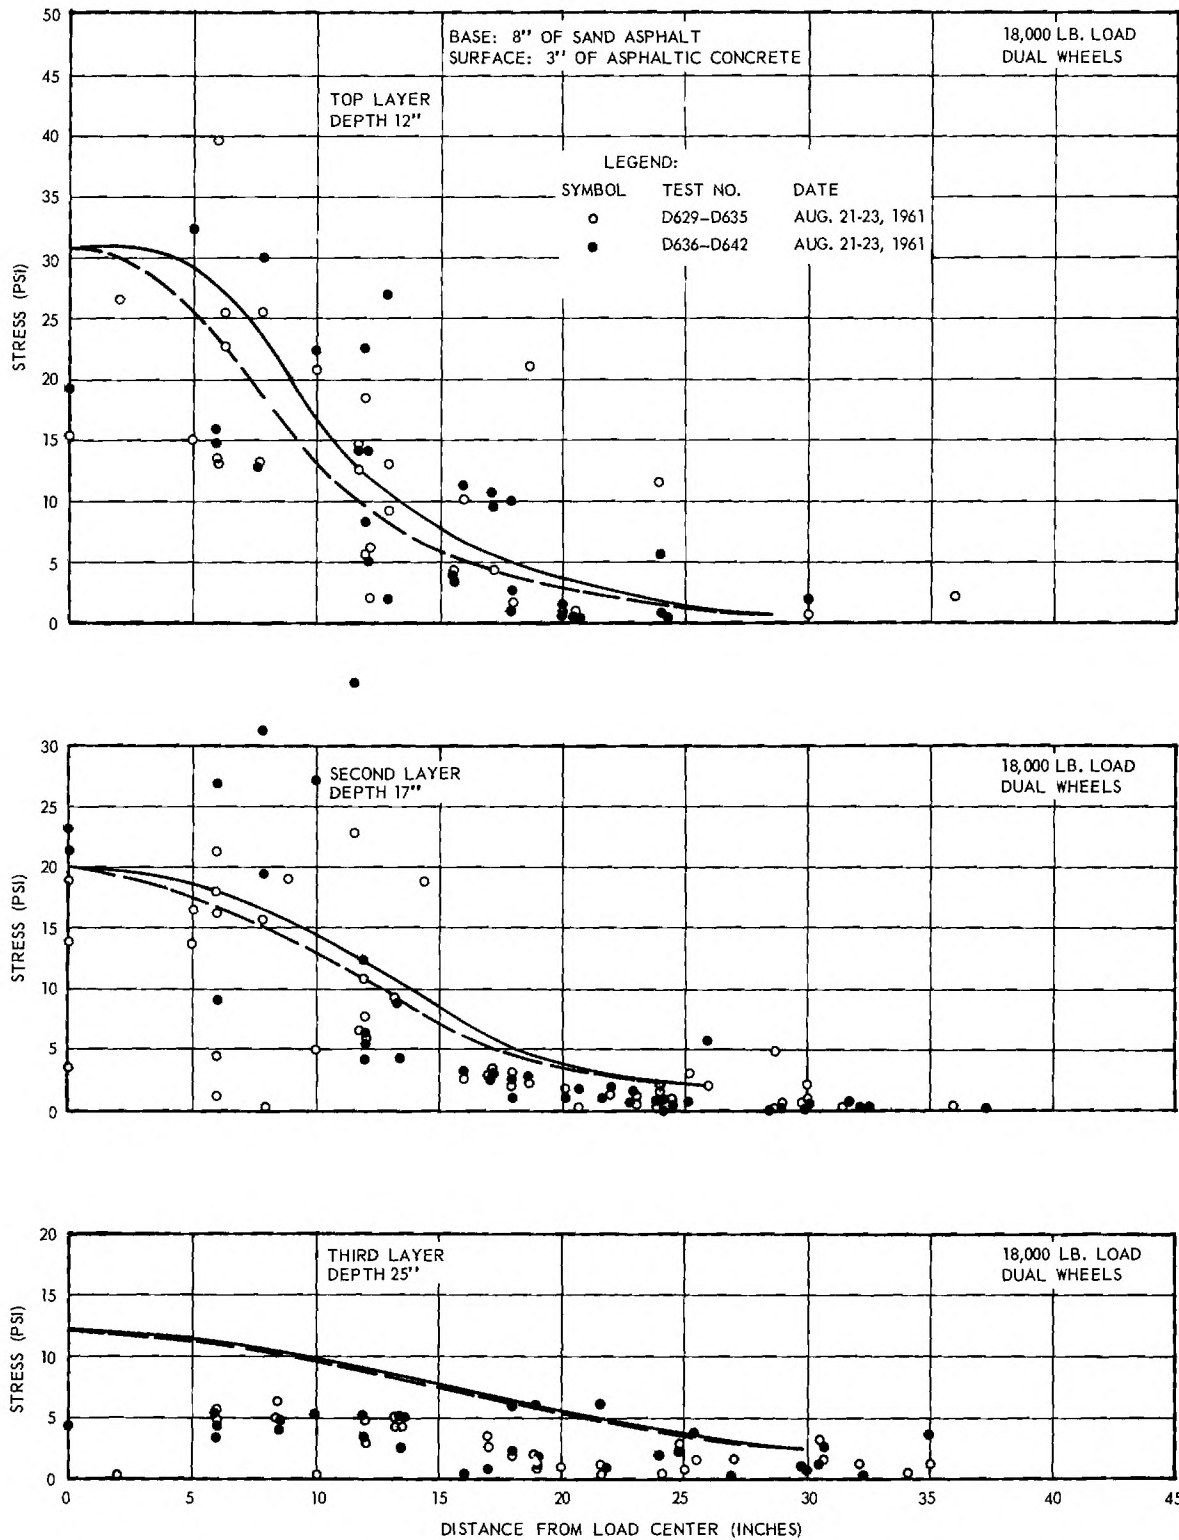 50
45
40
35
30
25
20
15
10
5
0
STRESS (PSI)
BASE: 8" OF SAND ASPHALT
SURFACE: 3" OF ASPHALTIC CONCRETE
18,000 LB. LOAD
DUAL WHEELS
TOP LAYER
DEPTH 12"
LEGEND:
SYMBOL TEST NO. DATE
D629-D635 AUG. 21-23, 1961
D636-D642 AUG. 21-23, 1961
30
25
20
15
10
5
0
STRESS (PSI)
SECOND LAYER
DEPTH 17"
18,000 LB. LOAD
DUAL WHEELS
20
15
10
5
0
STRESS (PSI)
THIRD LAYER
DEPTH 25"
18,000 LB. LOAD
DUAL WHEELS
0 5 10 15 20 25 30 35 40 45
DISTANCE FROM LOAD CENTER (INCHES)